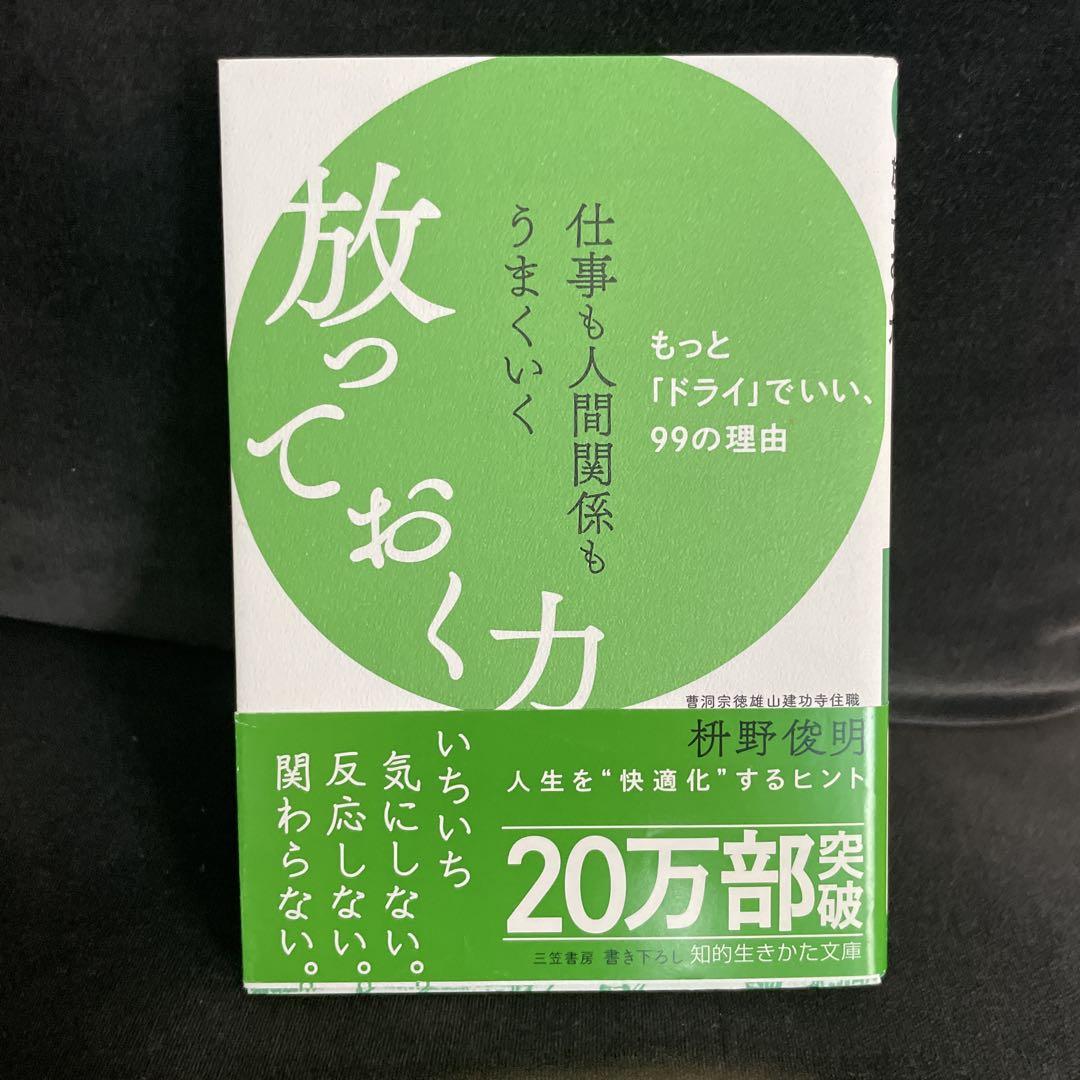 仕事も人間関係も
うまくいく
放っておく力
もっと
「ドライ」でいい、
99の理由
曹洞宗徳雄山建功寺住職
枡野俊明
人生を“快適化”するヒント
20万部突破
三笠書房 書き下ろし 知的生きかた文庫
いちいち
気にしない。
反応しない。
関わらない。